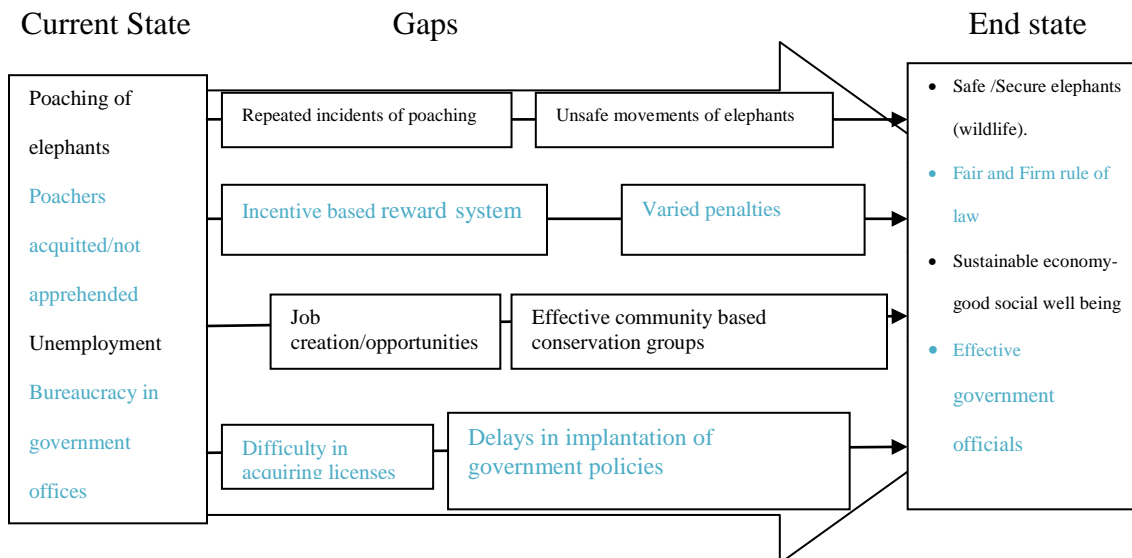 Current State
Gaps
End state
Poaching of
elephants
Poachers
acquitted/not
apprehended
Unemployment
Bureaucracy in
government
offices
Repeated incidents of poaching
Unsafe movements of elephants
Incentive based reward system
Varied penalties
Job
creation/opportunities
Effective community based
conservation groups
Difficulty in
acquiring licenses
Delays in implantation of
government policies
• Safe /Secure elephants
(wildlife).
• Fair and Firm rule of
law
• Sustainable economy-
good social well being
• Effective
government
officials